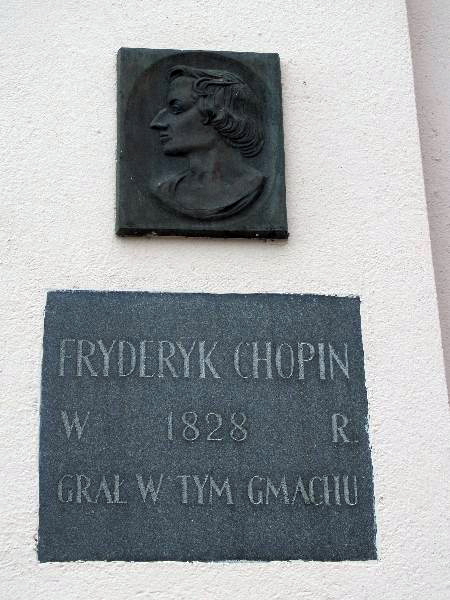 FRYDERYK CHOPIN
W 1828 R.
GRAŁ W TYM GMACHU